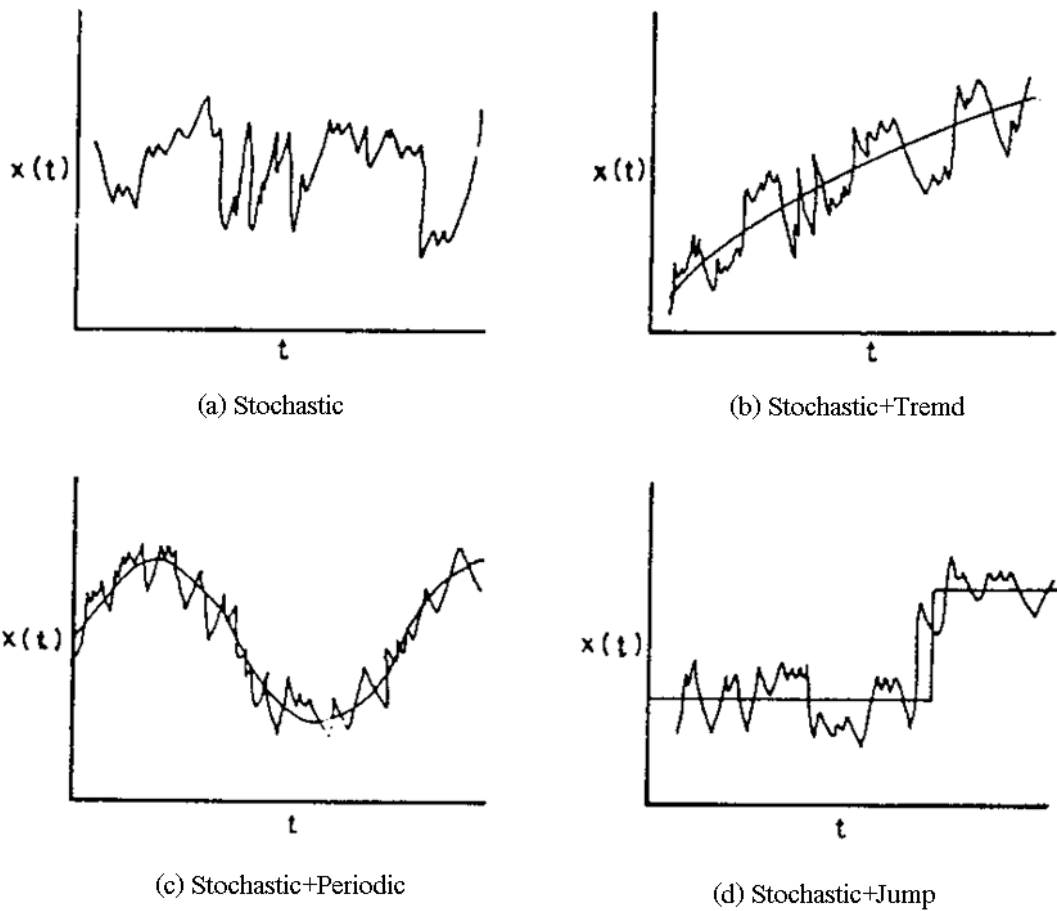 x(t)
t
(a) Stochastic
x(t)
t
(b) Stochastic+Tremd
x(t)
t
(c) Stochastic+Periodic
x(t)
t
(d) Stochastic+Jump